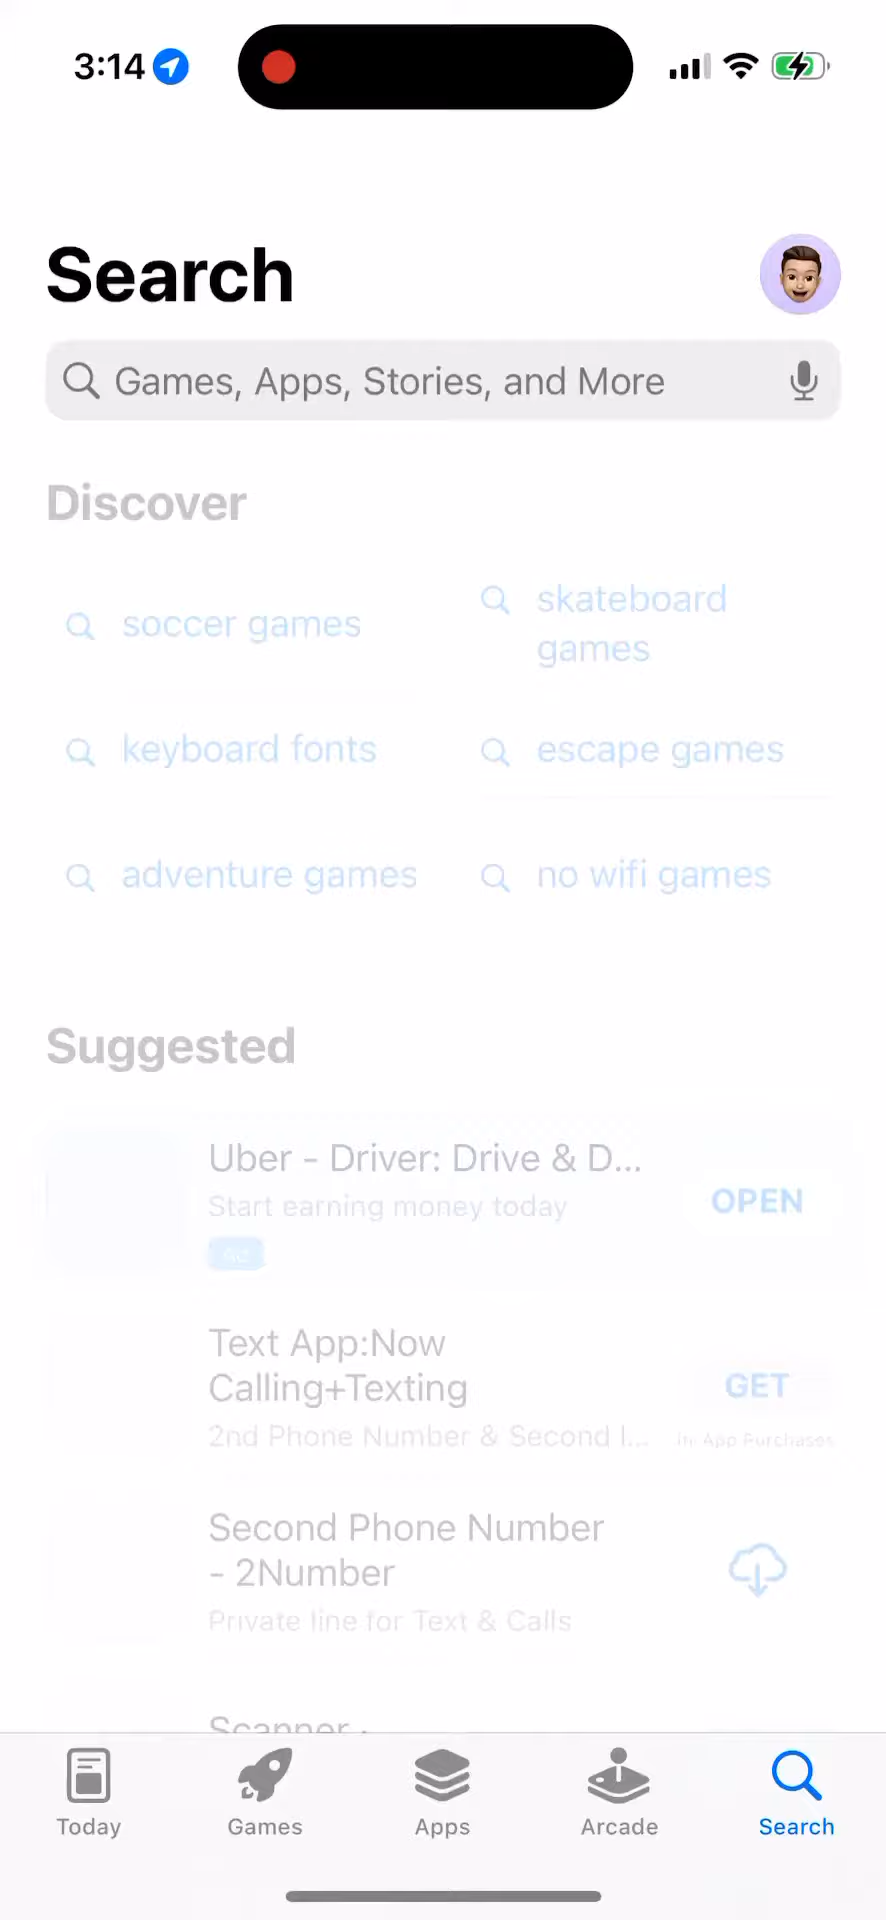 3:14
Search
Games, Apps, Stories, and More
Discover
soccer games
skateboard
games
keyboard fonts
escape games
adventure games
no wifi games
Suggested
Uber - Driver: Drive & D...
Start earning money today
Ad
OPEN
Text App:Now
Calling+Texting
2nd Phone Number & Second l...
GET
In-App Purchases
Second Phone Number
- 2Number
Private line for Text & Calls
Scanner -
Today
Games
Apps
Arcade
Search